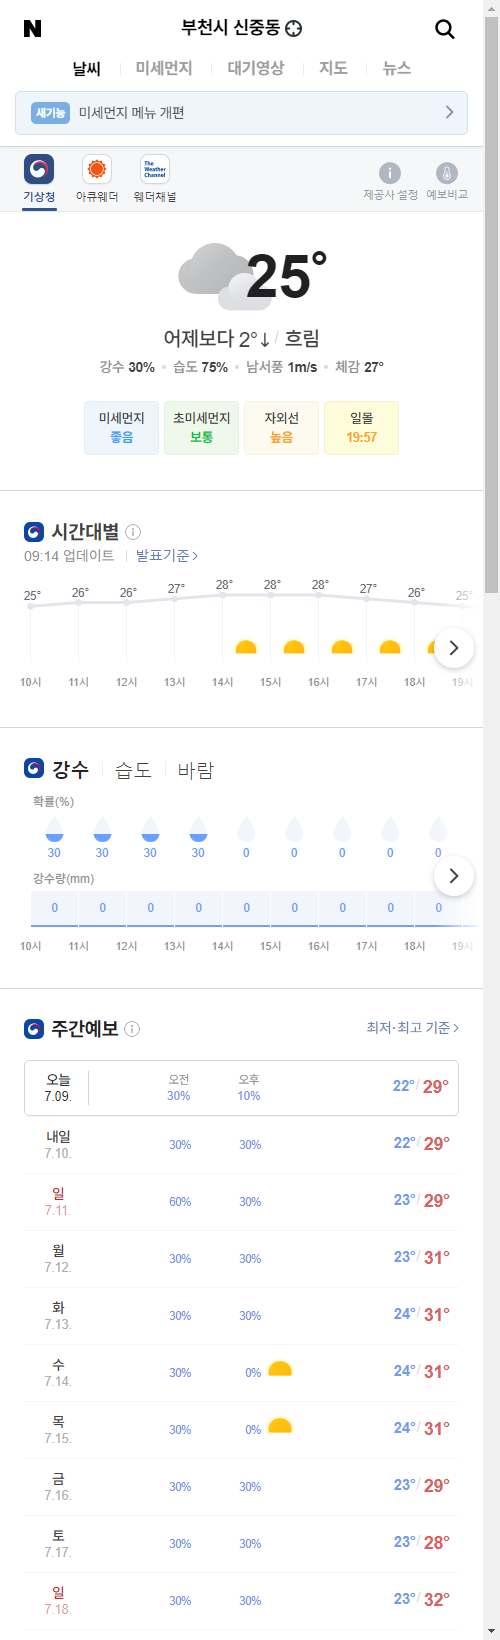 N 부천시 신중동
날씨 미세먼지 대기영상 지도 뉴스
새기능 미세먼지 메뉴 개편
The Weather Channel
기상청 아큐웨더 웨더채널 제공사 설정 예보비교
25°
어제보다 2°↓ / 흐림
강수 30% • 습도 75% • 남서풍 1m/s • 체감 27°
미세먼지 초미세먼지 자외선 일몰
좋음 보통 높음 19:57
시간대별
09:14 업데이트 발표기준 >
25° 26° 26° 27° 28° 28° 28° 27° 26° 25°
10시 11시 12시 13시 14시 15시 16시 17시 18시 19시
강수 습도 바람
확률(%)
30 30 30 30 0 0 0 0 0
강수량(mm)
0 0 0 0 0 0 0 0 0
10시 11시 12시 13시 14시 15시 16시 17시 18시 19시
주간예보 최저·최고 기준 >
오늘 오전 오후
7.09. 30% 10% 22°/ 29°
내일
7.10. 30% 30% 22°/ 29°
일
7.11. 60% 30% 23°/ 29°
월
7.12. 30% 30% 23°/ 31°
화
7.13. 30% 30% 24°/ 31°
수
7.14. 30% 0% 24°/ 31°
목
7.15. 30% 0% 24°/ 31°
금
7.16. 30% 30% 23°/ 29°
토
7.17. 30% 30% 23°/ 28°
일
7.18. 30% 30% 23°/ 32°